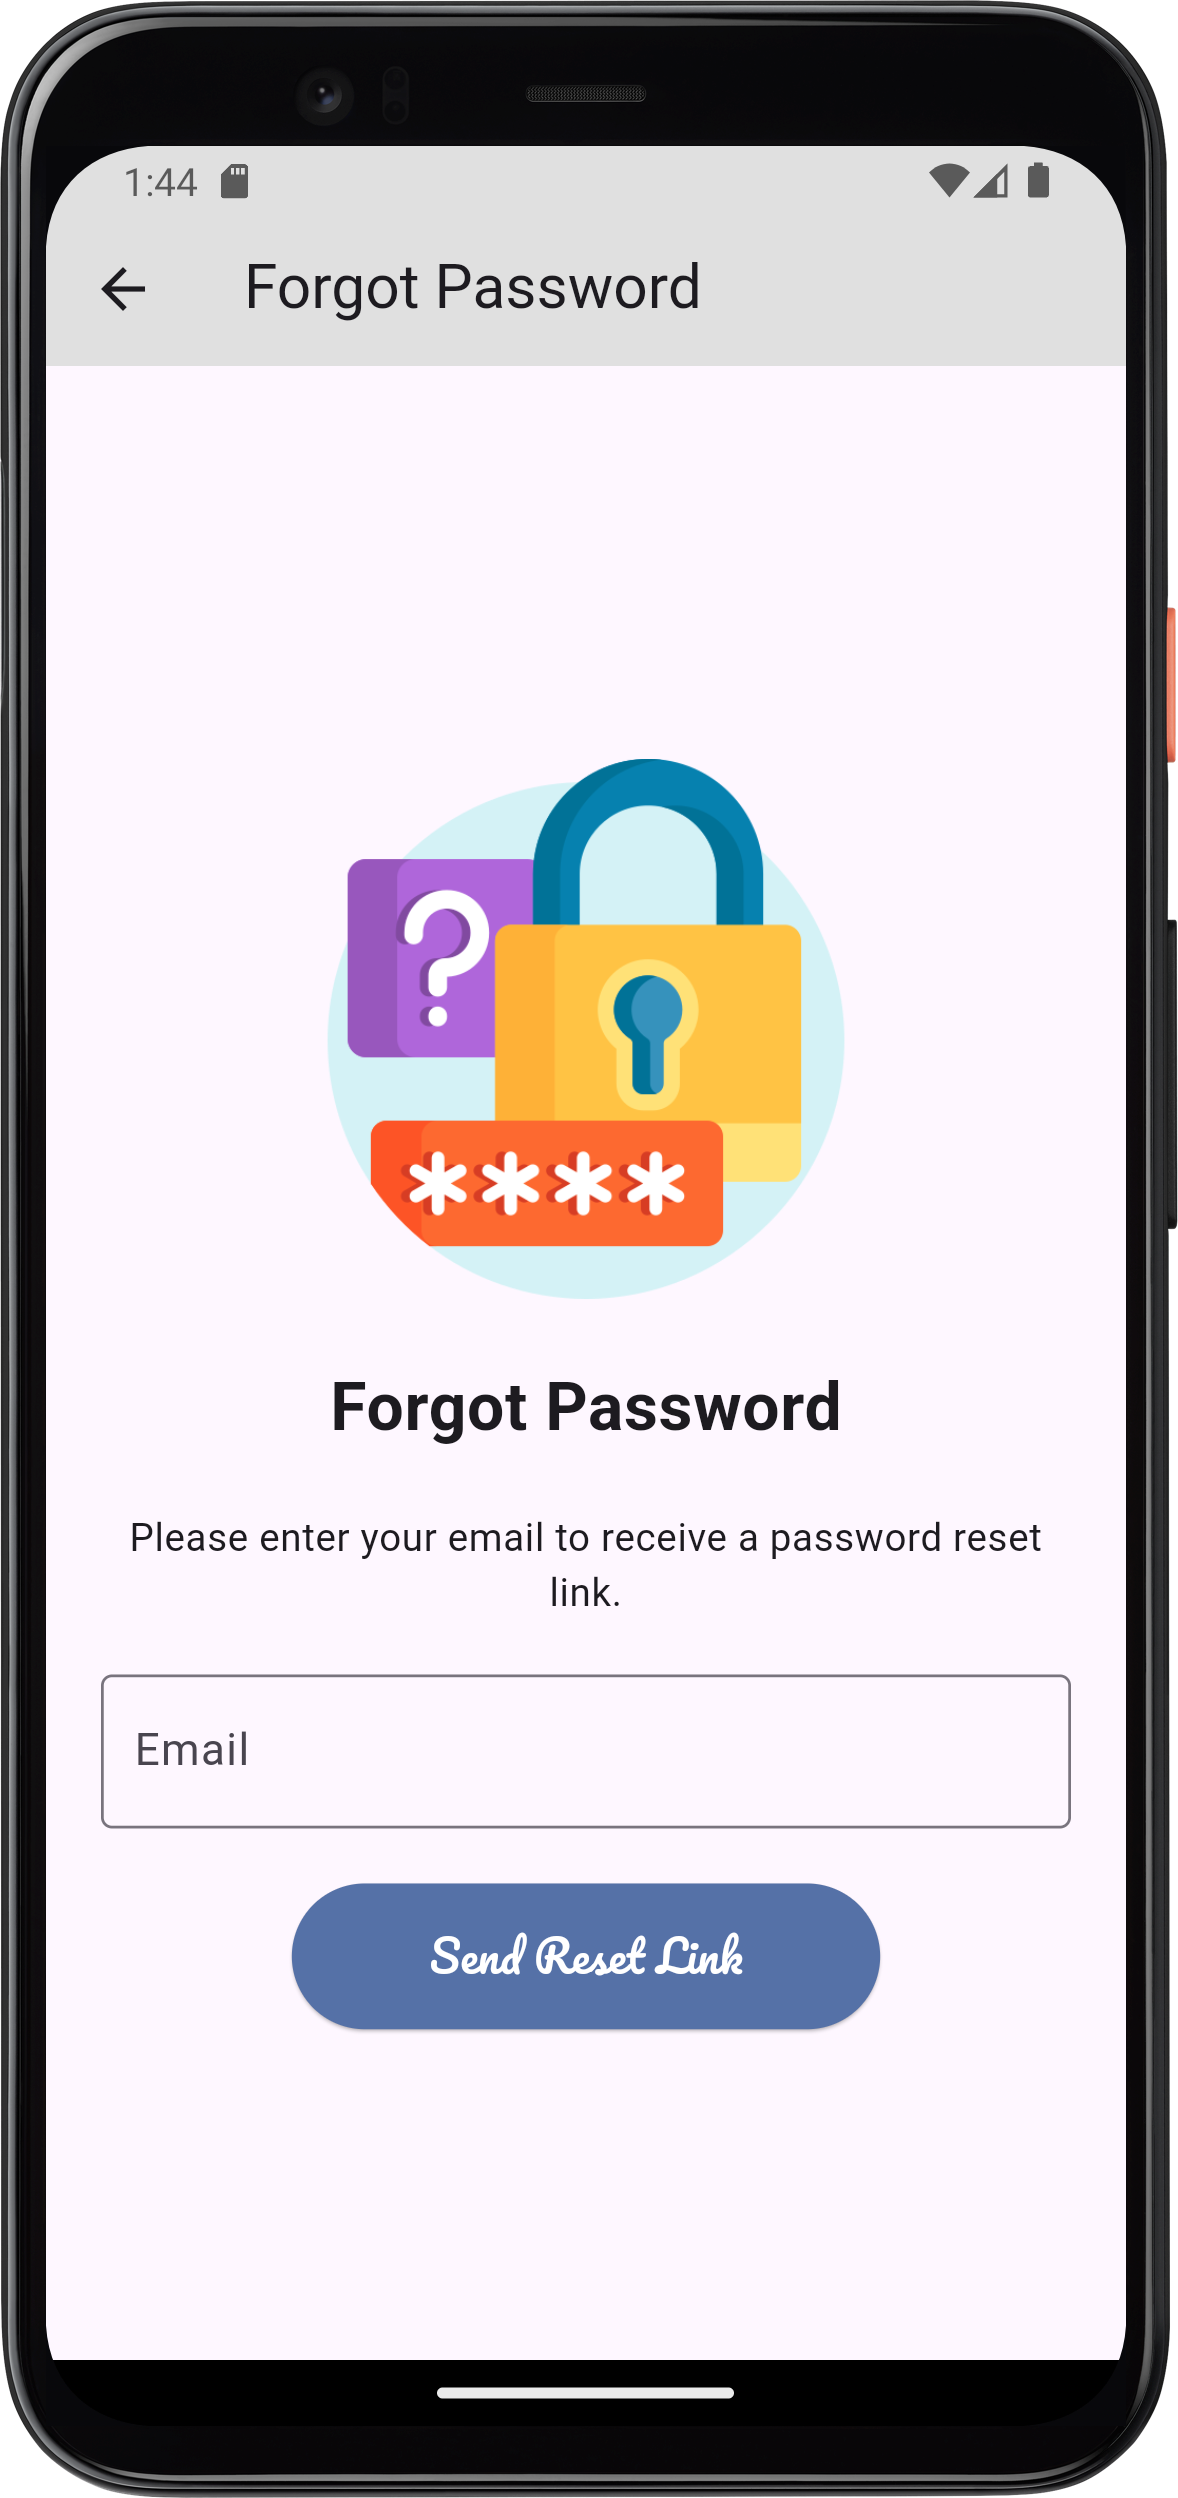 1:44
Forgot Password
?
****
Forgot Password
Please enter your email to receive a password reset
link.
Email
Send Reset Link